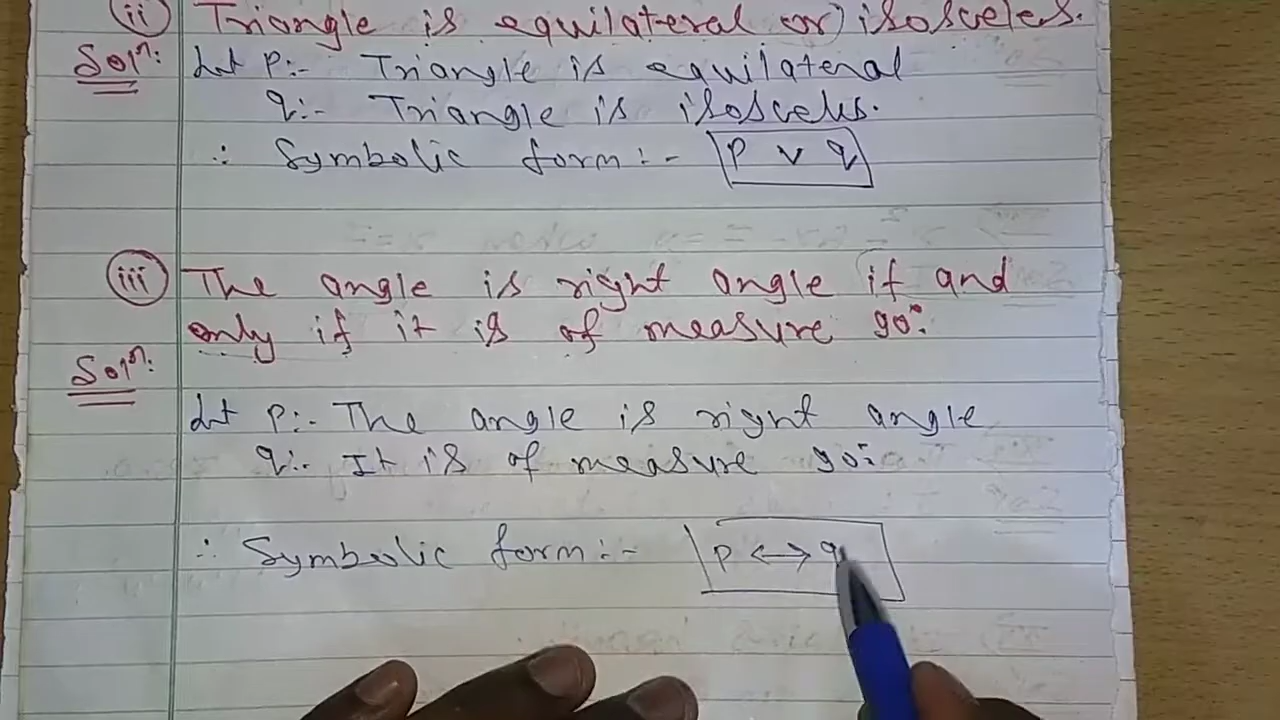 (ii) Triangle is equilateral (or) isosceles.
Solⁿ: Let p:- Triangle is equilateral
q:- Triangle is isosceles.
∴ Symbolic form:- p ∨ q
(iii) The angle is right angle if and
only if it is of measure 90°.
Solⁿ:
Let p:- The angle is right angle
q:- It is of measure 90°.
∴ Symbolic form:- p ↔ q